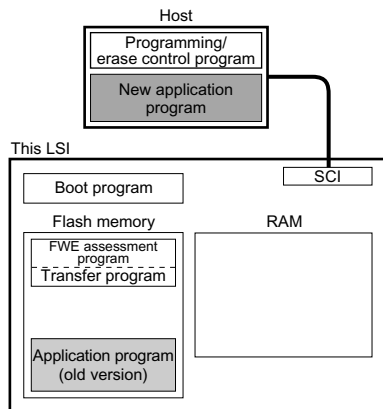 Host
Programming/
erase control program
New application
program
This LSI
SCI
Boot program
Flash memory
RAM
FWE assessment
program
Transfer program
Application program
(old version)